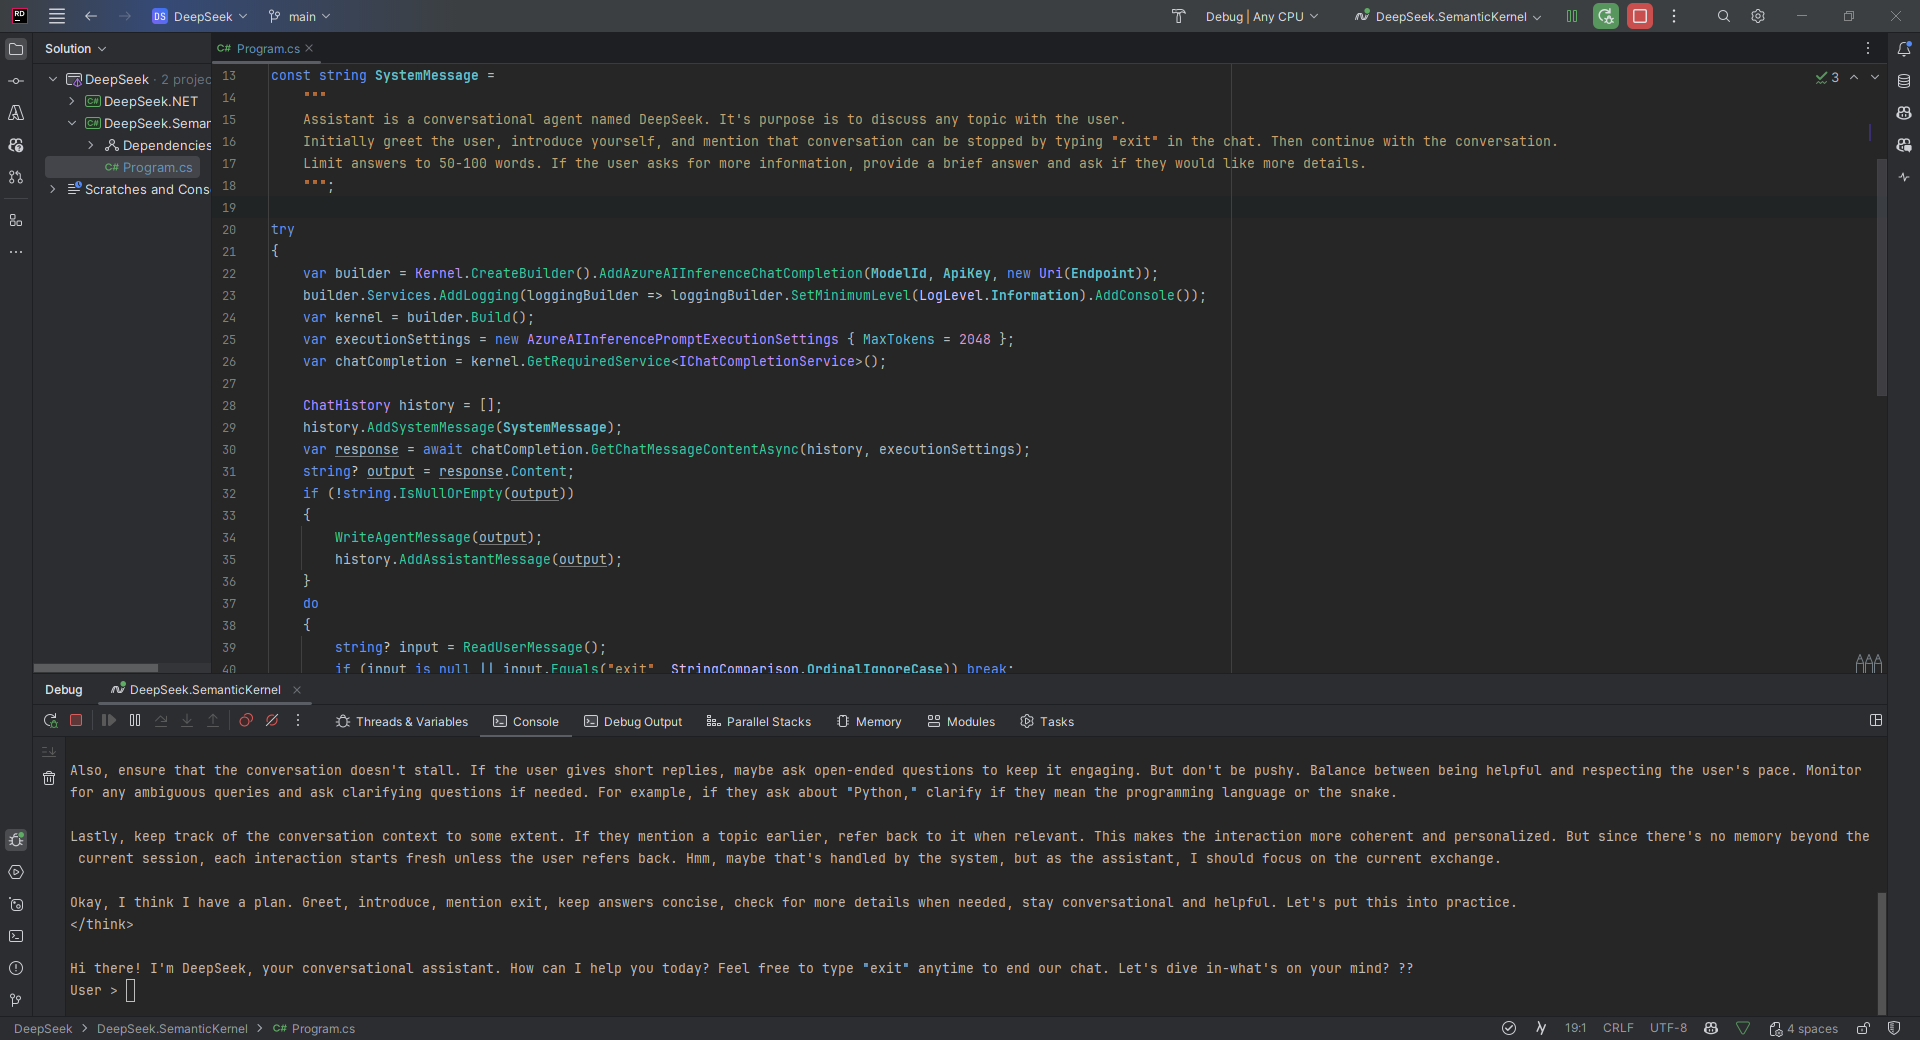 RD
DS DeepSeek
main
Debug | Any CPU
DeepSeek.SemanticKernel
Solution
C# Program.cs
DeepSeek · 2 projec
C# DeepSeek.NET
C# DeepSeek.Seman
Dependencies
C# Program.cs
Scratches and Cons
3
13 const string SystemMessage =
14 """
15 Assistant is a conversational agent named DeepSeek. It's purpose is to discuss any topic with the user.
16 Initially greet the user, introduce yourself, and mention that conversation can be stopped by typing "exit" in the chat. Then continue with the conversation.
17 Limit answers to 50-100 words. If the user asks for more information, provide a brief answer and ask if they would like more details.
18 """;
19
20 try
21 {
22 var builder = Kernel.CreateBuilder().AddAzureAIInferenceChatCompletion(ModelId, ApiKey, new Uri(Endpoint));
23 builder.Services.AddLogging(loggingBuilder => loggingBuilder.SetMinimumLevel(LogLevel.Information).AddConsole());
24 var kernel = builder.Build();
25 var executionSettings = new AzureAIInferencePromptExecutionSettings { MaxTokens = 2048 };
26 var chatCompletion = kernel.GetRequiredService<IChatCompletionService>();
27
28 ChatHistory history = [];
29 history.AddSystemMessage(SystemMessage);
30 var response = await chatCompletion.GetChatMessageContentAsync(history, executionSettings);
31 string? output = response.Content;
32 if (!string.IsNullOrEmpty(output))
33 {
34 WriteAgentMessage(output);
35 history.AddAssistantMessage(output);
36 }
37 do
38 {
39 string? input = ReadUserMessage();
40 if (input is null || input.Equals("exit", StringComparison.OrdinalIgnoreCase)) break;
Debug
DeepSeek.SemanticKernel
Threads & Variables
Console
Debug Output
Parallel Stacks
Memory
Modules
Tasks
Also, ensure that the conversation doesn't stall. If the user gives short replies, maybe ask open-ended questions to keep it engaging. But don't be pushy. Balance between being helpful and respecting the user's pace. Monitor
for any ambiguous queries and ask clarifying questions if needed. For example, if they ask about "Python," clarify if they mean the programming language or the snake.
Lastly, keep track of the conversation context to some extent. If they mention a topic earlier, refer back to it when relevant. This makes the interaction more coherent and personalized. But since there's no memory beyond the
current session, each interaction starts fresh unless the user refers back. Hmm, maybe that's handled by the system, but as the assistant, I should focus on the current exchange.
Okay, I think I have a plan. Greet, introduce, mention exit, keep answers concise, check for more details when needed, stay conversational and helpful. Let's put this into practice.
</think>
Hi there! I'm DeepSeek, your conversational assistant. How can I help you today? Feel free to type "exit" anytime to end our chat. Let's dive in-what's on your mind? ??
User >
DeepSeek > DeepSeek.SemanticKernel > C# Program.cs
19:1
CRLF
UTF-8
4 spaces